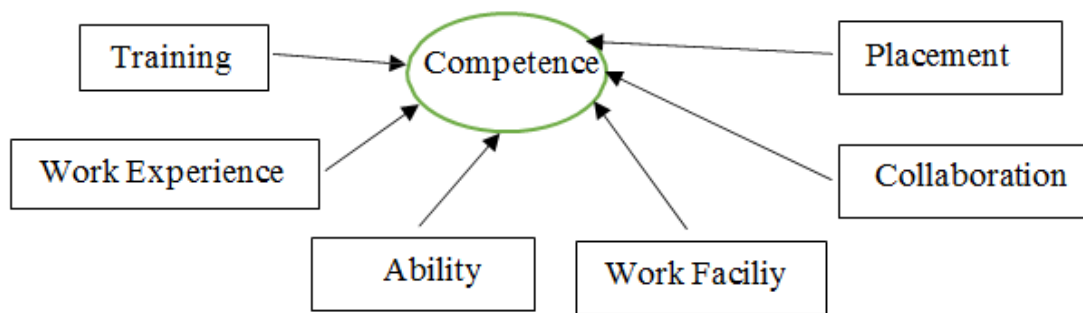 Training
Competence
Placement
Work Experience
Collaboration
Ability
Work Faciliy